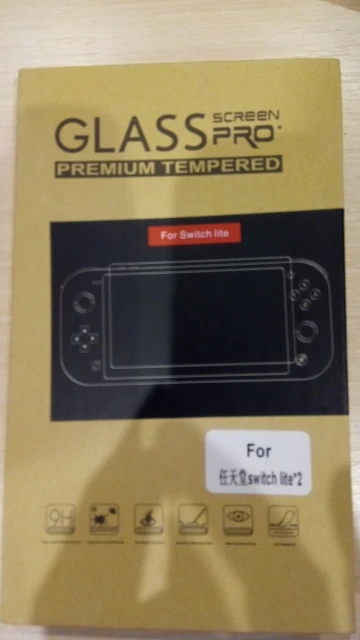 GLASS SCREEN PRO+
PREMIUM TEMPERED
For Switch lite
For
任天堂switch lite*2
9H